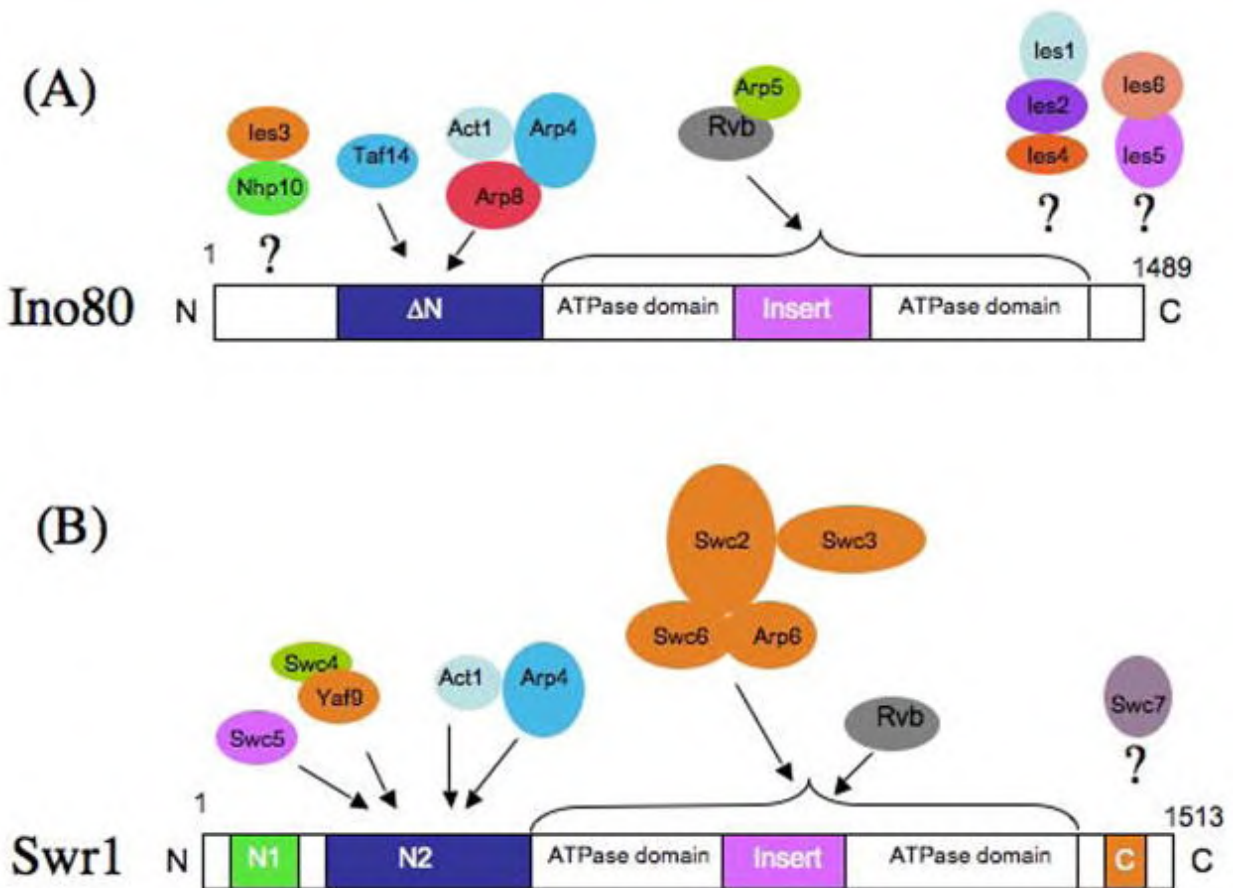 (A)
Ies3
Nhp10
?
Taf14
Act1
Arp4
Arp8
Arp5
Rvb
Ies1
Ies2
Ies4
?
Ies6
Ies5
?
1
1489
Ino80 N ΔN ATPase domain Insert ATPase domain C
(B)
Swc2 Swc3
Swc6 Arp6
Swc4
Yaf9
Swc5
Act1 Arp4
Rvb
Swc7
?
1
1513
Swr1 N N1 N2 ATPase domain Insert ATPase domain C C